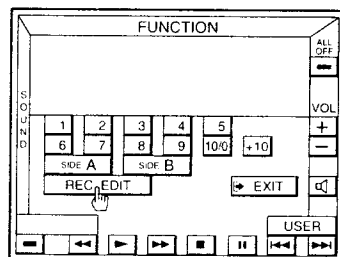 FUNCTION
ALL
OFF
SOUND
VOL
1 2 3 4 5 +
6 7 8 9 10/0 +10 −
SIDE A SIDE B
REC EDIT EXIT
USER